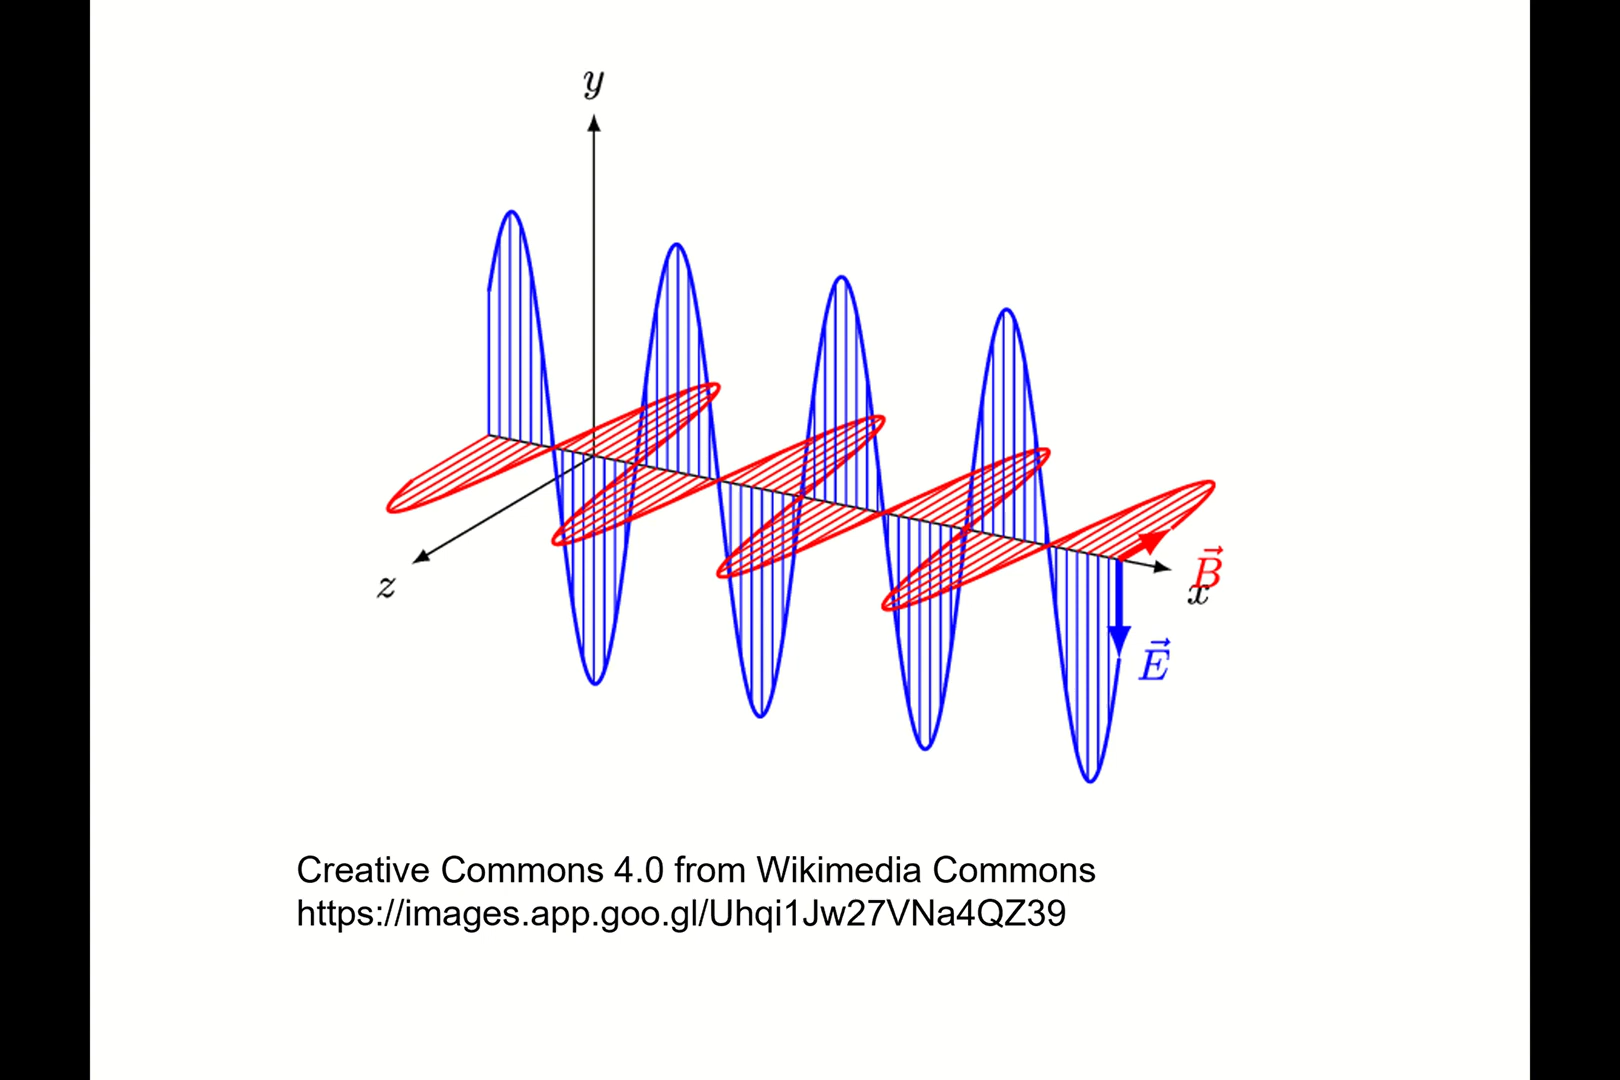 y
z
B⃗
x
E⃗
Creative Commons 4.0 from Wikimedia Commons
https://images.app.goo.gl/Uhqi1Jw27VNa4QZ39